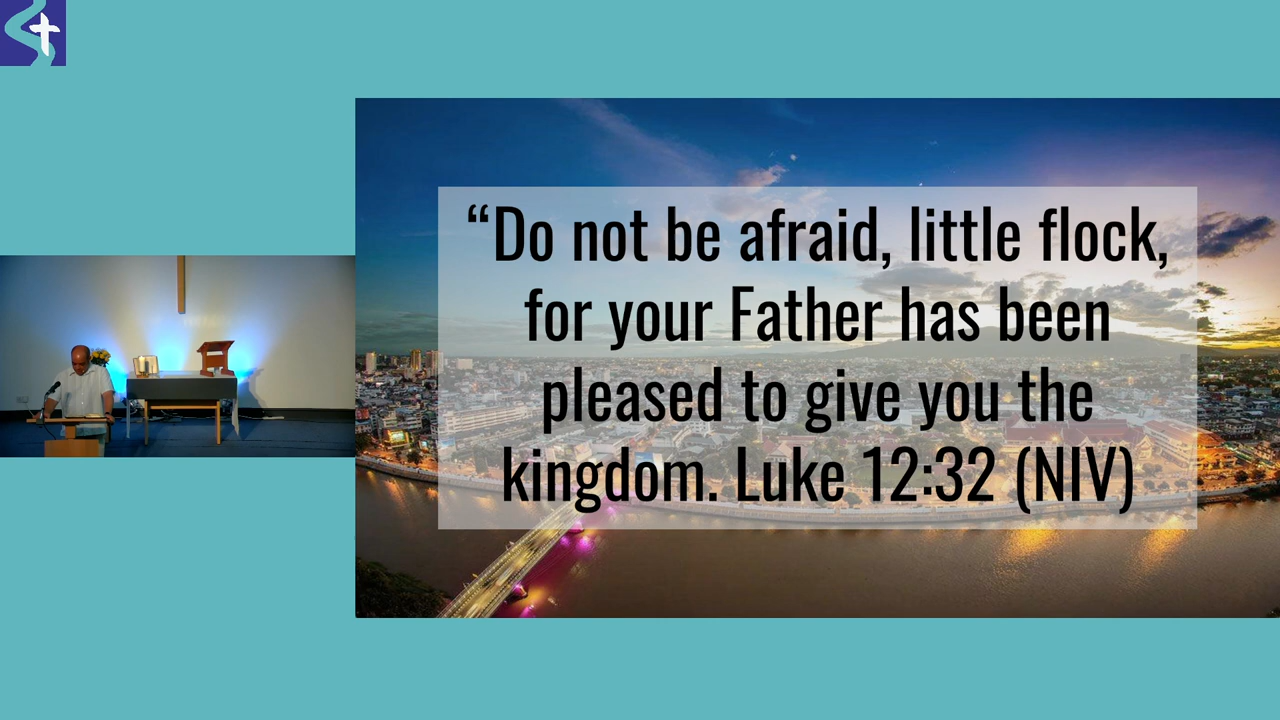 “Do not be afraid, little flock,
for your Father has been
pleased to give you the
kingdom. Luke 12:32 (NIV)